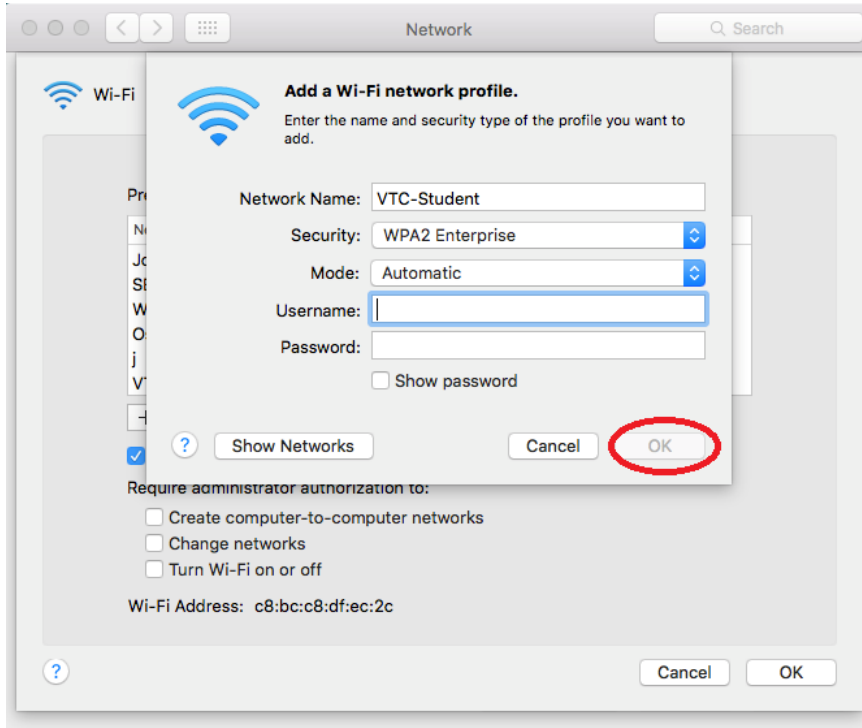 Network
Search
Wi-Fi
Add a Wi-Fi network profile.
Enter the name and security type of the profile you want to
add.
Network Name: VTC-Student
Security: WPA2 Enterprise
Mode: Automatic
Username:
Password:
Show password
? Show Networks Cancel OK
Require administrator authorization to:
Create computer-to-computer networks
Change networks
Turn Wi-Fi on or off
Wi-Fi Address: c8:bc:c8:df:ec:2c
? Cancel OK